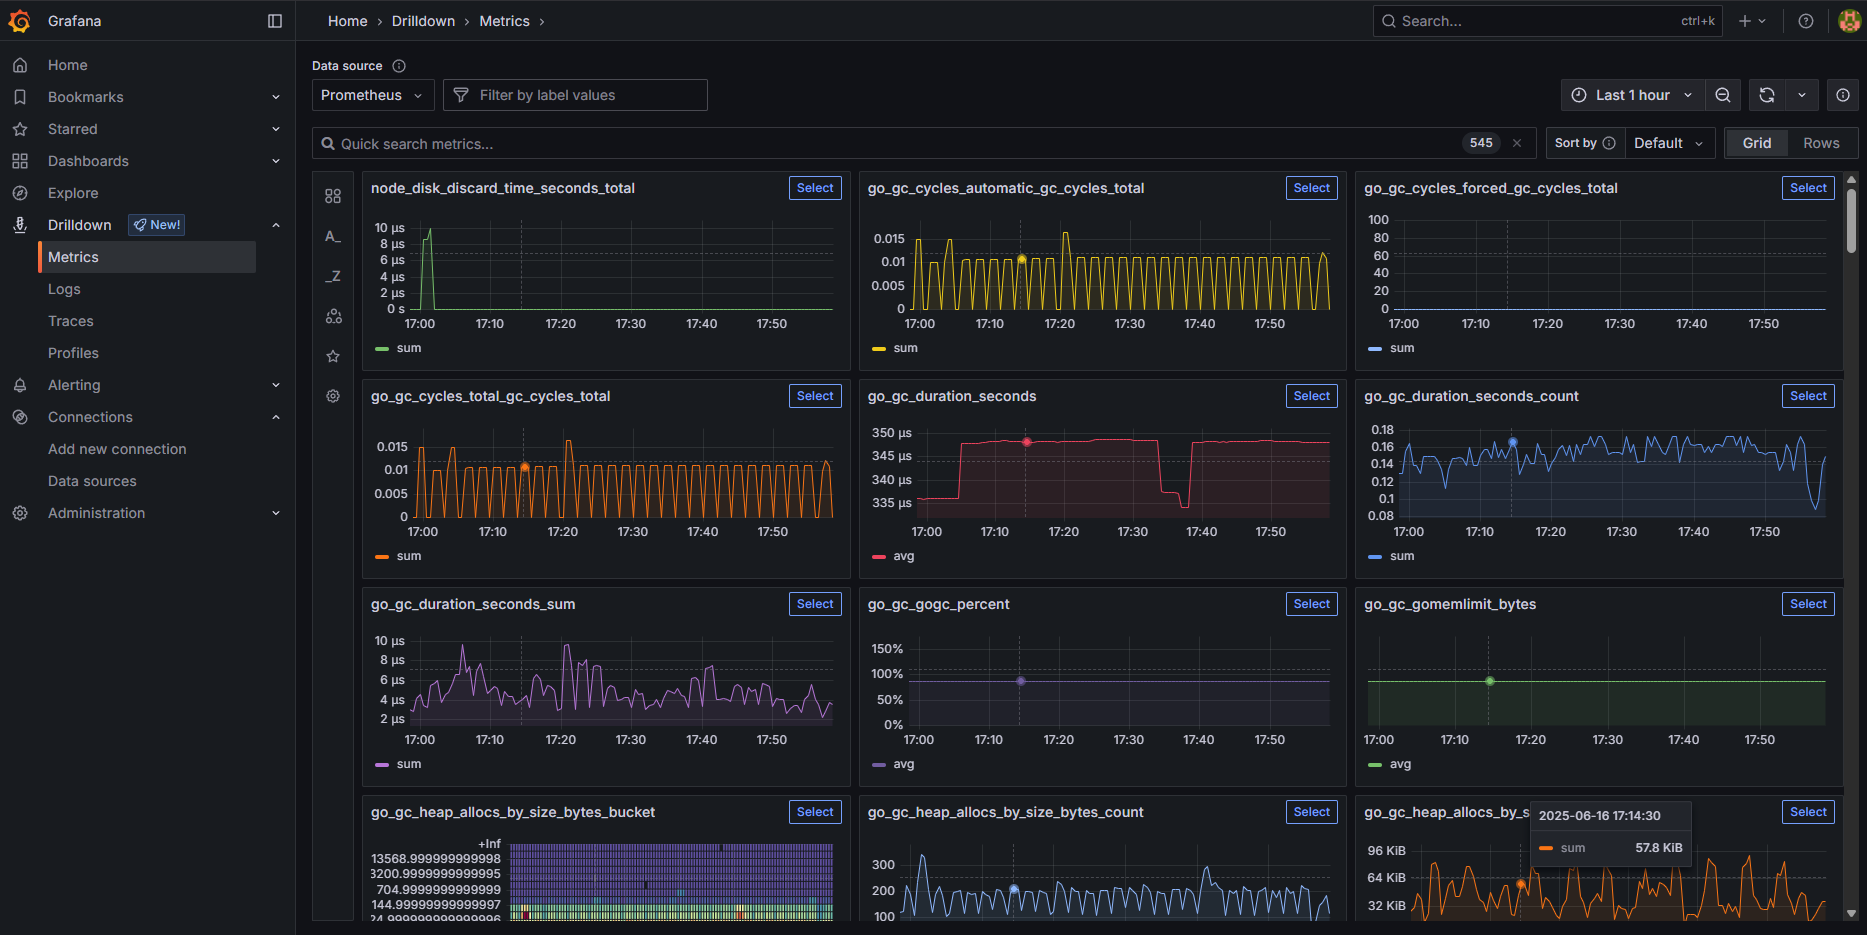 Grafana
Home › Drilldown › Metrics ›
Search... ctrl+k
Home
Bookmarks
Starred
Dashboards
Explore
Drilldown New!
Metrics
Logs
Traces
Profiles
Alerting
Connections
Add new connection
Data sources
Administration
Data source
Prometheus
Filter by label values
Last 1 hour
Quick search metrics...
545
Sort by
Default
Grid
Rows
A_
_Z
node_disk_discard_time_seconds_total
Select
10 µs
8 µs
6 µs
4 µs
2 µs
0 s
17:00 17:10 17:20 17:30 17:40 17:50
sum
go_gc_cycles_automatic_gc_cycles_total
Select
0.015
0.01
0.005
0
17:00 17:10 17:20 17:30 17:40 17:50
sum
go_gc_cycles_forced_gc_cycles_total
Select
100
80
60
40
20
0
17:00 17:10 17:20 17:30 17:40 17:50
sum
go_gc_cycles_total_gc_cycles_total
Select
0.015
0.01
0.005
0
17:00 17:10 17:20 17:30 17:40 17:50
sum
go_gc_duration_seconds
Select
350 µs
345 µs
340 µs
335 µs
17:00 17:10 17:20 17:30 17:40 17:50
avg
go_gc_duration_seconds_count
Select
0.18
0.16
0.14
0.12
0.1
0.08
17:00 17:10 17:20 17:30 17:40 17:50
sum
go_gc_duration_seconds_sum
Select
10 µs
8 µs
6 µs
4 µs
2 µs
17:00 17:10 17:20 17:30 17:40 17:50
sum
go_gc_gogc_percent
Select
150%
100%
50%
0%
17:00 17:10 17:20 17:30 17:40 17:50
avg
go_gc_gomemlimit_bytes
Select
17:00 17:10 17:20 17:30 17:40 17:50
avg
go_gc_heap_allocs_by_size_bytes_bucket
Select
+Inf
13568.999999999998
3200.999999999995
704.9999999999999
144.99999999999997
24.999999999999996
go_gc_heap_allocs_by_size_bytes_count
Select
300
200
100
go_gc_heap_allocs_by_s
Select
96 KiB
64 KiB
32 KiB
2025-06-16 17:14:30
sum 57.8 KiB